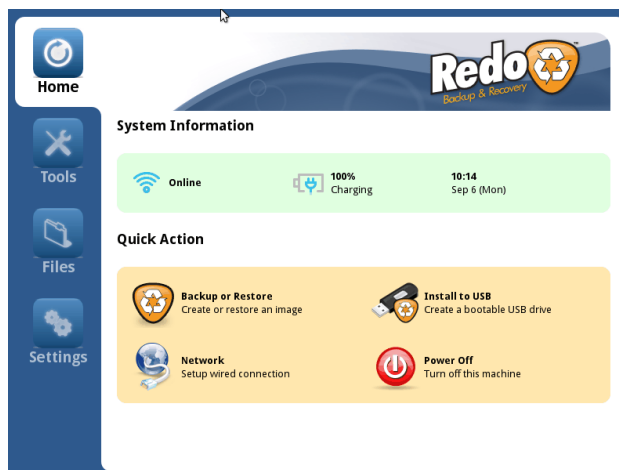 Home
Redo
Backup & Recovery
™
System Information
Online
100%
Charging
10:14
Sep 6 (Mon)
Tools
Quick Action
Files
Backup or Restore
Create or restore an image
Install to USB
Create a bootable USB drive
Settings
Network
Setup wired connection
Power Off
Turn off this machine